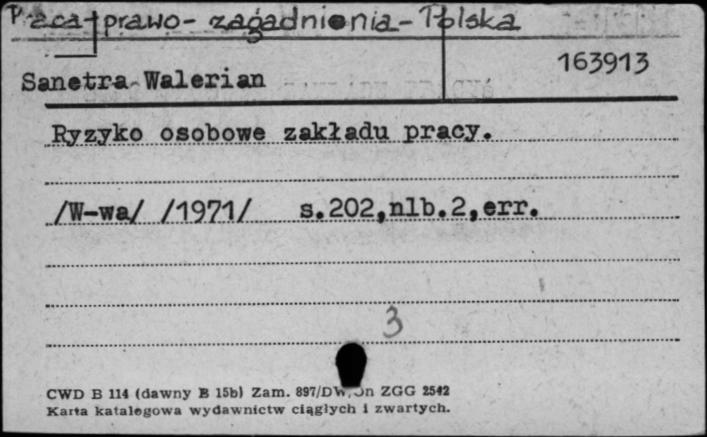 Praca-prawo- zagadnienia- Polska
163913
Sanetra Walerian
Ryzyko osobowe zakładu pracy.
/W-wa/ /1971/ s.202,nlb.2,err.
3
CWD B 114 (dawny B 15b) Zam. 897/DW ZGG 2542
Karta katalogowa wydawnictw ciągłych i zwartych.